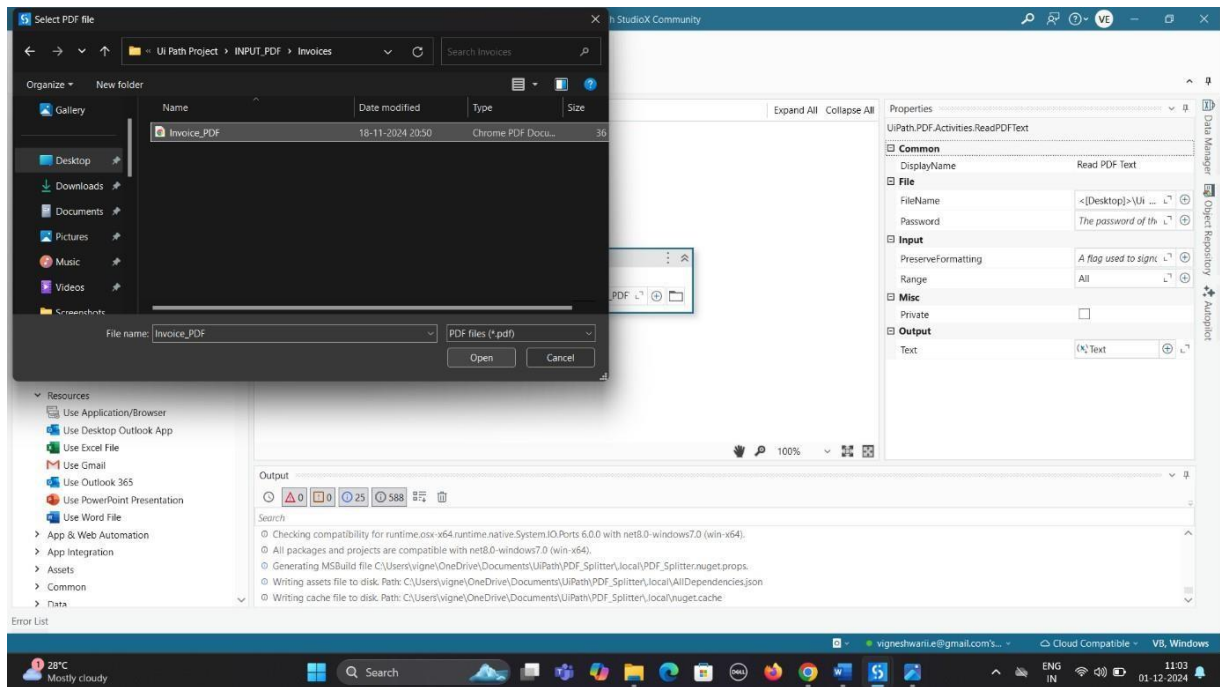 Select PDF file
h StudioX Community
VE
« Ui Path Project > INPUT_PDF > Invoices
Search Invoices
Organize
New folder
Gallery
Desktop
Downloads
Documents
Pictures
Music
Videos
Screenshots
Name
Date modified
Type
Size
Invoice_PDF
18-11-2024 20:50
Chrome PDF Docu...
36
File name:
Invoice_PDF
PDF files (*.pdf)
Open
Cancel
Expand All
Collapse All
_PDF
100%
Properties
UiPath.PDF.Activities.ReadPDFText
Common
DisplayName
Read PDF Text
File
FileName
<[Desktop]>\Ui ...
Password
The password of th
Input
PreserveFormatting
A flag used to sign
Range
All
Misc
Private
Output
Text
(x) Text
Data Manager
Object Repository
Autopilot
Resources
Use Application/Browser
Use Desktop Outlook App
Use Excel File
Use Gmail
Use Outlook 365
Use PowerPoint Presentation
Use Word File
App & Web Automation
App Integration
Assets
Common
Data
Output
0
0
25
588
Search
Checking compatibility for runtime.osx-x64.runtime.native.System.IO.Ports 6.0.0 with net8.0-windows7.0 (win-x64).
All packages and projects are compatible with net8.0-windows7.0 (win-x64).
Generating MSBuild file C:\Users\vigne\OneDrive\Documents\UiPath\PDF_Splitter\.local\PDF_Splitter.nuget.props.
Writing assets file to disk. Path: C:\Users\vigne\OneDrive\Documents\UiPath\PDF_Splitter\.local\AllDependencies.json
Writing cache file to disk. Path: C:\Users\vigne\OneDrive\Documents\UiPath\PDF_Splitter\.local\nuget.cache
Error List
vigneshwarii.e@gmail.com's...
Cloud Compatible
VB, Windows
1
28°C
Mostly cloudy
Search
DELL
ENG
IN
11:03
01-12-2024